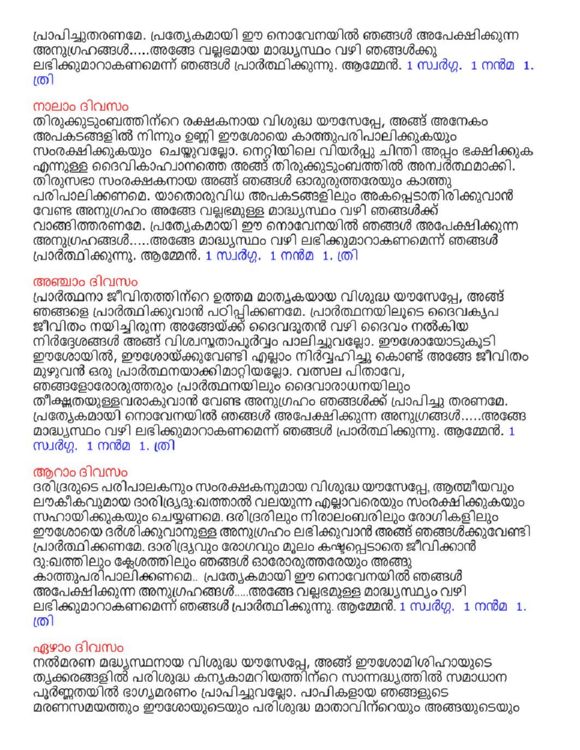 പ്രാപിച്ചുതരണമേ. പ്രത്യേകമായി ഈ നൊവേനയിൽ ഞങ്ങൾ അപേക്ഷിക്കുന്ന
അനുഗ്രഹങ്ങൾ.....അങ്ങേ വല്ലഭമായ മാദ്ധ്യസ്ഥം വഴി ഞങ്ങൾക്കു
ലഭിക്കുമാറാകണമെന്ന് ഞങ്ങൾ പ്രാർത്ഥിക്കുന്നു. ആമ്മേൻ. 1 സ്വർഗ്ഗ. 1 നൻമ 1.
ത്രി
നാലാം ദിവസം
തിരുക്കുടുംബത്തിൻറെ രക്ഷകനായ വിശുദ്ധ യൗസേപ്പേ, അങ്ങ് അനേകം
അപകടങ്ങളിൽ നിന്നും ഉണ്ണി ഈശോയെ കാത്തുപരിപാലിക്കുകയും
സംരക്ഷിക്കുകയും ചെയ്തുവല്ലോ. നെറ്റിയിലെ വിയർപ്പു ചിന്തി അപ്പം ഭക്ഷിക്കുക
എന്നുള്ള ദൈവികാഹ്വാനത്തെ അങ്ങ് തിരുക്കുടുംബത്തിൽ അന്വർത്ഥമാക്കി.
തിരുസഭാ സംരക്ഷകനായ അങ്ങ് ഞങ്ങൾ ഓരുരുത്തരേയും കാത്തു
പരിപാലിക്കണമെ. യാതൊരുവിധ അപകടങ്ങളിലും അകപ്പെടാതിരിക്കുവാൻ
വേണ്ട അനുഗ്രഹം അങ്ങേ വല്ലഭമുള്ള മാദ്ധ്യസ്ഥം വഴി ഞങ്ങൾക്ക്
വാങ്ങിത്തരണമേ. പ്രത്യേകമായി ഈ നൊവേനയിൽ ഞങ്ങൾ അപേക്ഷിക്കുന്ന
അനുഗ്രഹങ്ങൾ.....അങ്ങേ മാദ്ധ്യസ്ഥം വഴി ലഭിക്കുമാറാകണമെന്ന് ഞങ്ങൾ
പ്രാർത്ഥിക്കുന്നു. ആമ്മേൻ. 1 സ്വർഗ്ഗ. 1 നൻമ 1. ത്രി
അഞ്ചാം ദിവസം
പ്രാർത്ഥനാ ജീവിതത്തിൻറെ ഉത്തമ മാതൃകയായ വിശുദ്ധ യൗസേപ്പേ, അങ്ങ്
ഞങ്ങളെ പ്രാർത്ഥിക്കുവാൻ പഠിപ്പിക്കണമേ. പ്രാർത്ഥനയിലൂടെ ദൈവകൃപ
ജീവിതം നയിച്ചിരുന്ന അങ്ങേയ്ക്ക് ദൈവദൂതൻ വഴി ദൈവം നൽകിയ
നിർദ്ദേശങ്ങൾ അങ്ങ് വിശ്വസ്തതാപൂർവ്വം പാലിച്ചുവല്ലോ. ഈശോയോടുകൂടി
ഈശോയിൽ, ഈശോയ്ക്കുവേണ്ടി എല്ലാം നിർവ്വഹിച്ചു കൊണ്ട് അങ്ങേ ജീവിതം
മുഴുവൻ ഒരു പ്രാർത്ഥനയാക്കിമാറ്റിയല്ലോ. വത്സല പിതാവേ,
ഞങ്ങളോരോരുത്തരും പ്രാർത്ഥനയിലും ദൈവാരാധനയിലും
തീക്ഷ്ണതയുള്ളവരാകുവാൻ വേണ്ട അനുഗ്രഹം ഞങ്ങൾക്ക് പ്രാപിച്ചു തരണമേ.
പ്രത്യേകമായി നൊവേനയിൽ ഞങ്ങൾ അപേക്ഷിക്കുന്ന അനുഗ്രങ്ങൾ.....അങ്ങേ
മാദ്ധ്യസ്ഥം വഴി ലഭിക്കുമാറാകണമെന്ന് ഞങ്ങൾ പ്രാർത്ഥിക്കുന്നു. ആമ്മേൻ. 1
സ്വർഗ്ഗ. 1 നൻമ 1. ത്രി
ആറാം ദിവസം
ദരിദ്രരുടെ പരിപാലകനും സംരക്ഷകനുമായ വിശുദ്ധ യൗസേപ്പേ, ആത്മീയവും
ലൗകീകവുമായ ദാരിദ്ര്യദു:ഖത്താൽ വലയുന്ന എല്ലാവരെയും സംരക്ഷിക്കുകയും
സഹായിക്കുകയും ചെയ്യണമെ. ദരിദ്രരിലും നിരാലംബരിലും രോഗികളിലും
ഈശോയെ ദർശിക്കുവാനുള്ള അനുഗ്രഹം ലഭിക്കുവാൻ അങ്ങ് ഞങ്ങൾക്കുവേണ്ടി
പ്രാർത്ഥിക്കണമേ. ദാരിദ്ര്യവും രോഗവും മൂലം കഷ്ടപ്പെടാതെ ജീവിക്കാൻ
ദു:ഖത്തിലും ക്ലേശത്തിലും ഞങ്ങൾ ഓരോരുത്തരേയും അങ്ങു
കാത്തുപരിപാലിക്കണമെ.. പ്രത്യേകമായി ഈ നൊവേനയിൽ ഞങ്ങൾ
അപേക്ഷിക്കുന്ന അനുഗ്രഹങ്ങൾ.....അങ്ങേ വല്ലഭമുള്ള മാദ്ധ്യസ്ഥ്യം വഴി
ലഭിക്കുമാറാകണമെന്ന് ഞങ്ങൾ പ്രാർത്ഥിക്കുന്നു. ആമ്മേൻ. 1 സ്വർഗ്ഗ. 1 നൻമ 1.
ത്രി
ഏഴാം ദിവസം
നൽമരണ മദ്ധ്യസ്ഥനായ വിശുദ്ധ യൗസേപ്പേ, അങ്ങ് ഈശോമിശിഹായുടെ
തൃക്കരങ്ങളിൽ പരിശുദ്ധ കന്യകാമറിയത്തിൻറെ സാന്നദ്ധ്യത്തിൽ സമാധാന
പൂർണ്ണതയിൽ ഭാഗ്യമരണം പ്രാപിച്ചുവല്ലോ. പാപികളായ ഞങ്ങളുടെ
മരണസമയത്തും ഈശോയുടെയും പരിശുദ്ധ മാതാവിൻറെയും അങ്ങയുടെയും